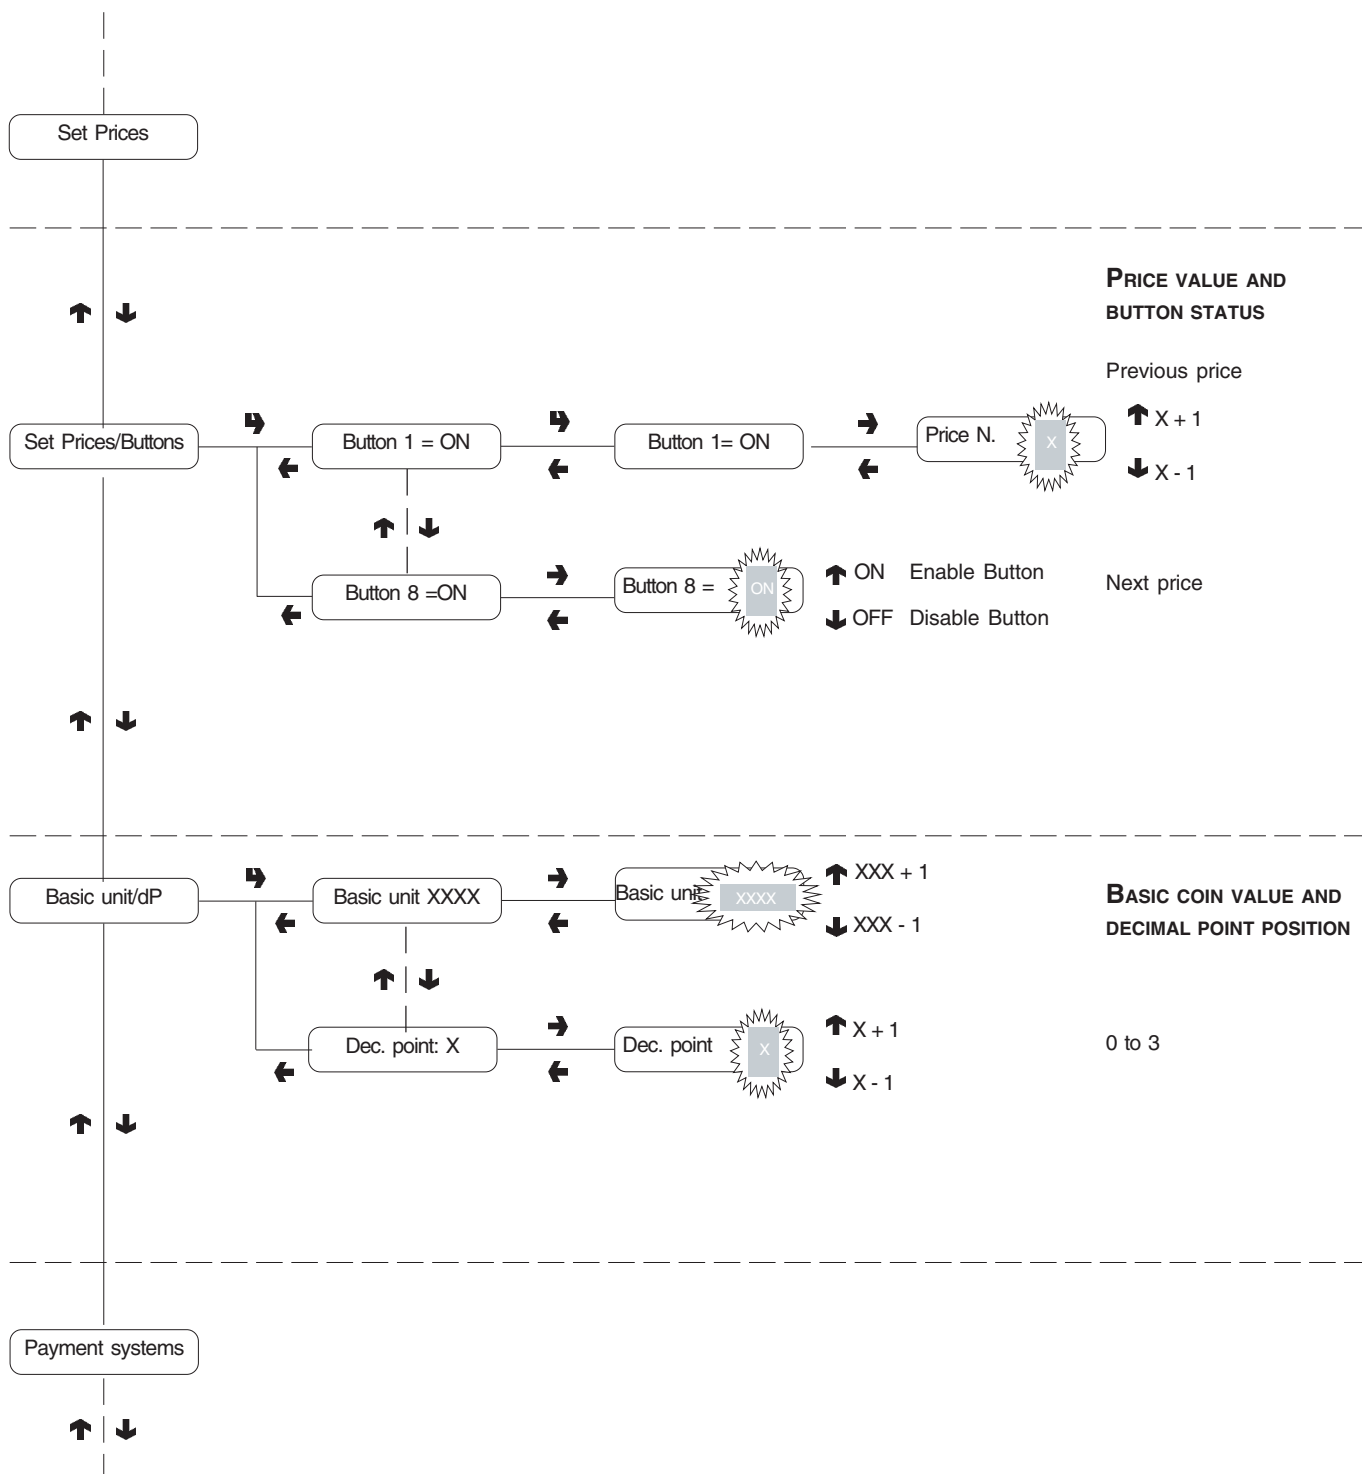 Set Prices
PRICE VALUE AND
BUTTON STATUS
Previous price
Set Prices/Buttons
Button 1 = ON
Button 1= ON
Price N.
X
X + 1
X - 1
Button 8 =ON
Button 8 =
ON
ON Enable Button
OFF Disable Button
Next price
Basic unit/dP
Basic unit XXXX
Basic unit
XXXX
XXX + 1
XXX - 1
BASIC COIN VALUE AND
DECIMAL POINT POSITION
Dec. point: X
Dec. point
X
X + 1
X - 1
0 to 3
Payment systems